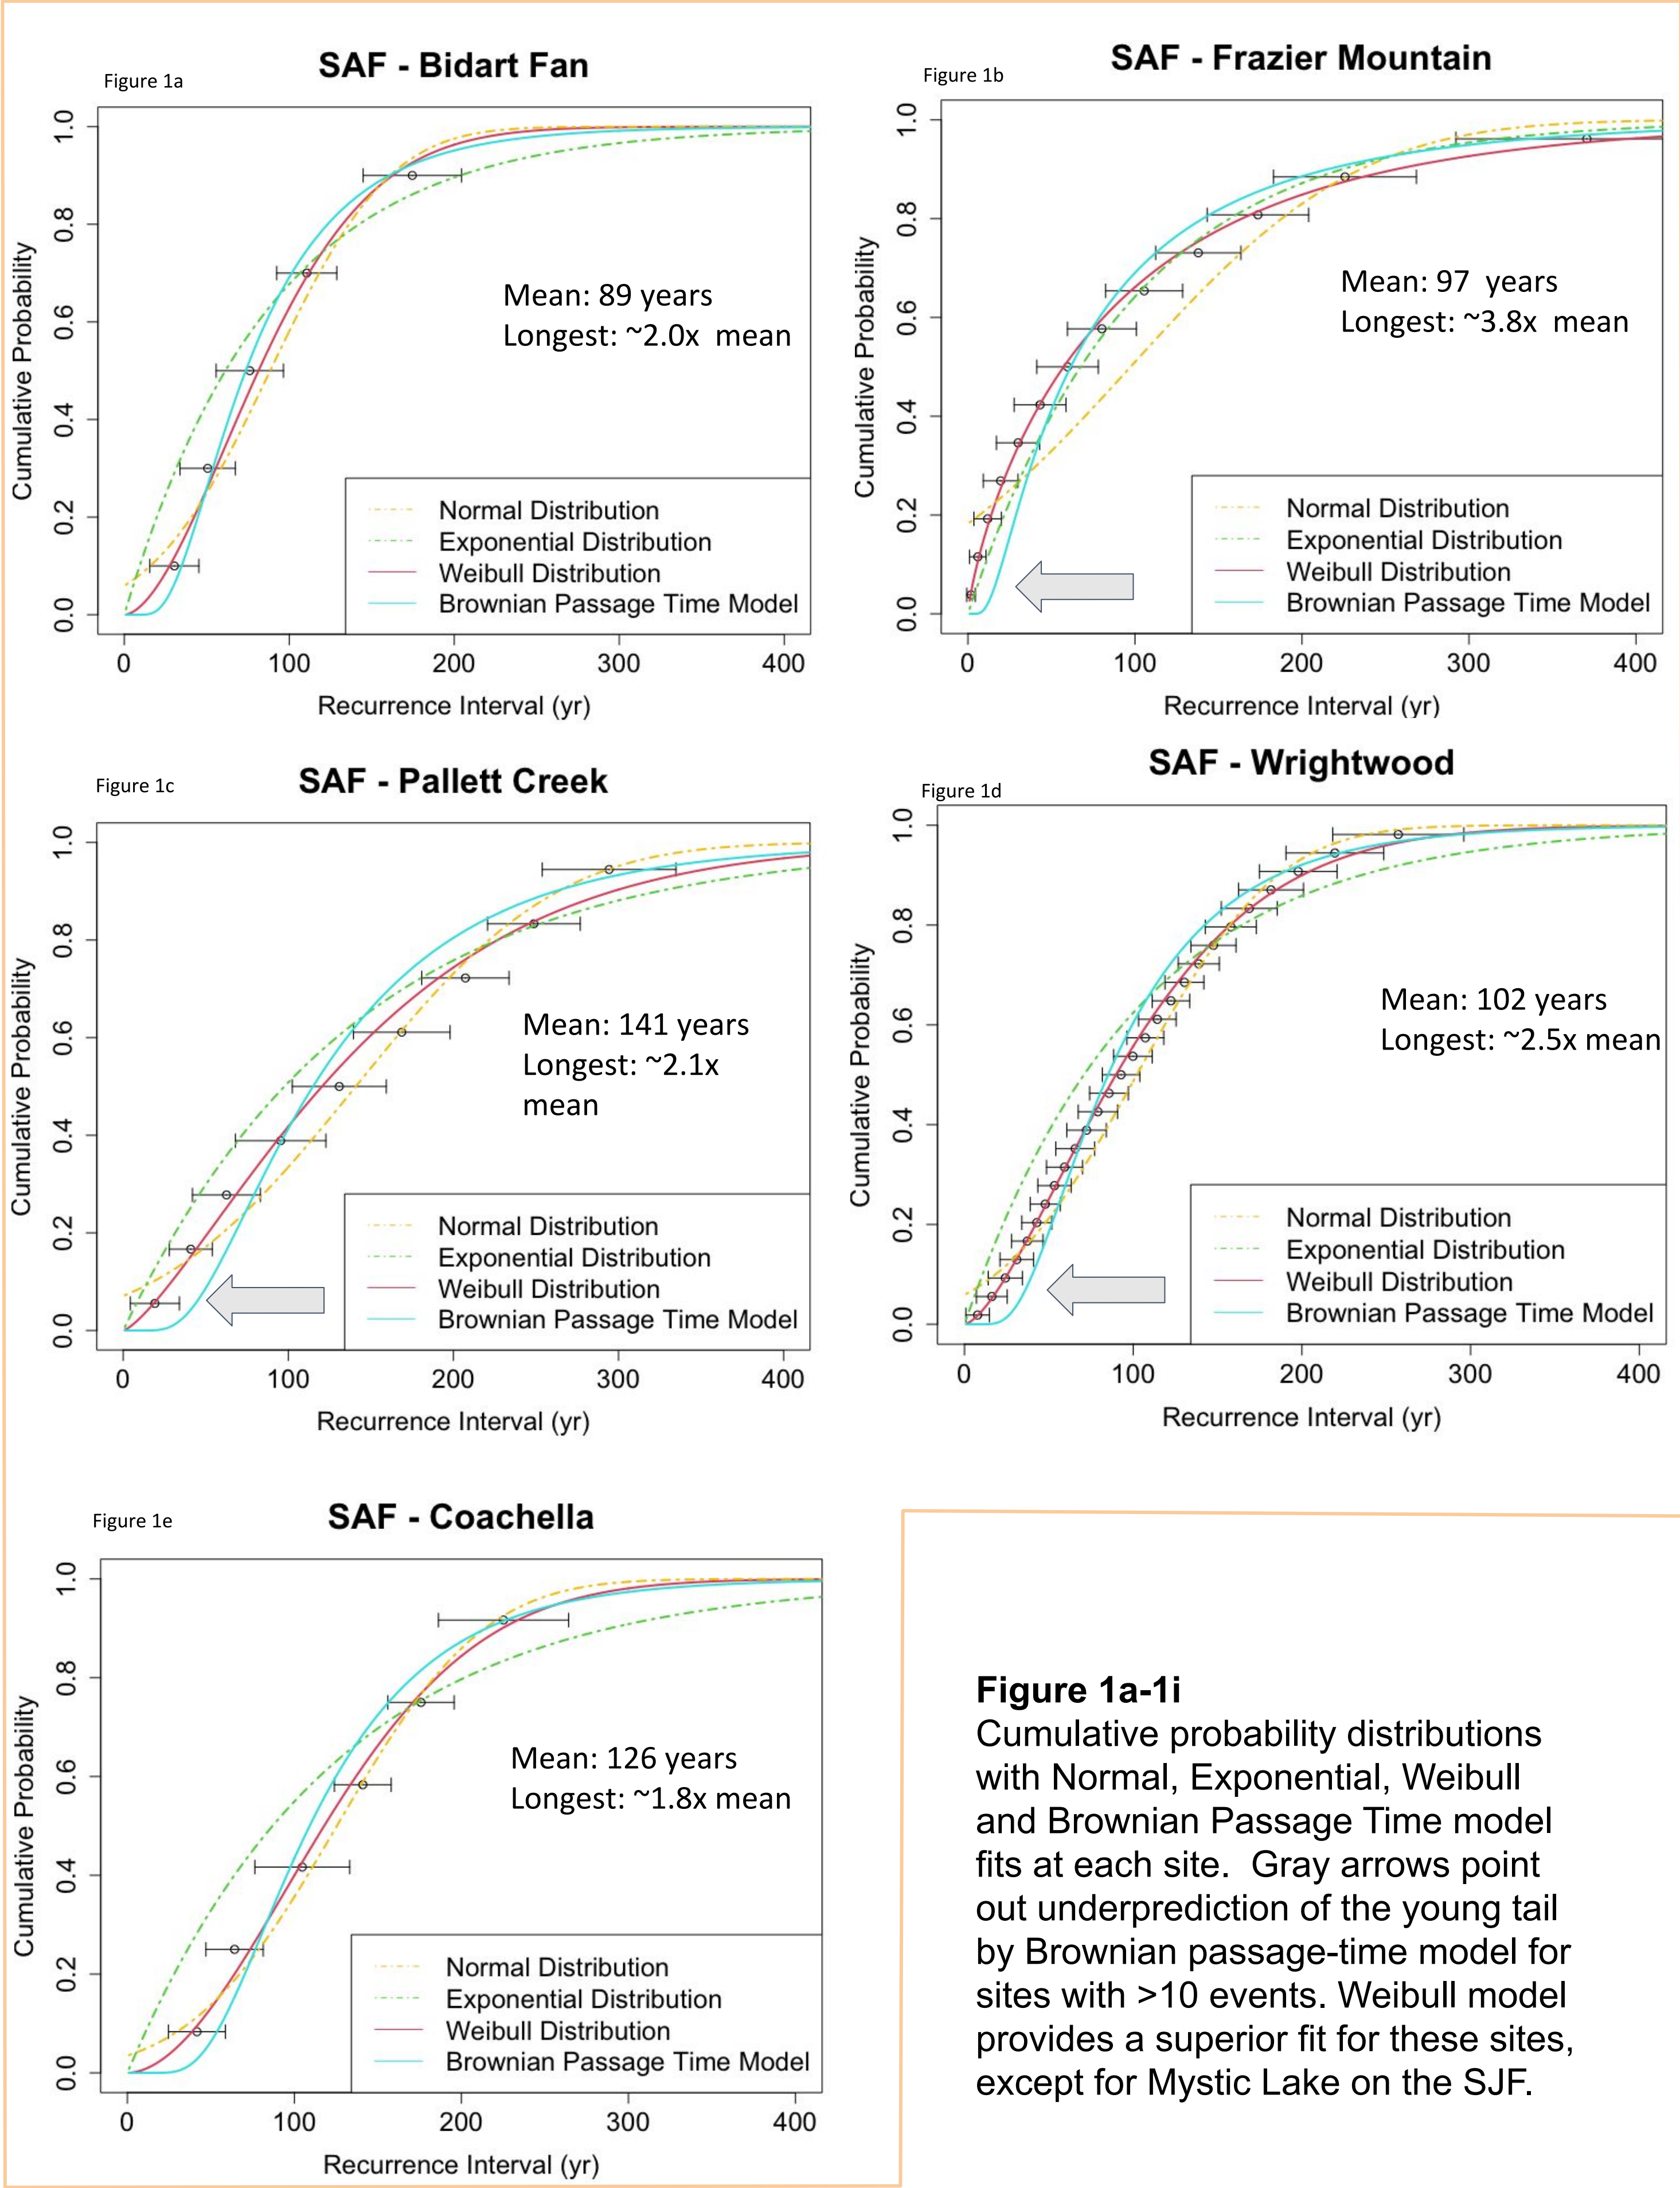 Figure 1a
SAF - Bidart Fan
Cumulative Probability
1.0
0.8
0.6
0.4
0.2
0.0
Mean: 89 years
Longest: ~2.0x mean
Normal Distribution
Exponential Distribution
Weibull Distribution
Brownian Passage Time Model
0 100 200 300 400
Recurrence Interval (yr)
Figure 1b
SAF - Frazier Mountain
Cumulative Probability
1.0
0.8
0.6
0.4
0.2
0.0
Mean: 97 years
Longest: ~3.8x mean
Normal Distribution
Exponential Distribution
Weibull Distribution
Brownian Passage Time Model
0 100 200 300 400
Recurrence Interval (yr)
Figure 1c
SAF - Pallett Creek
Cumulative Probability
1.0
0.8
0.6
0.4
0.2
0.0
Mean: 141 years
Longest: ~2.1x
mean
Normal Distribution
Exponential Distribution
Weibull Distribution
Brownian Passage Time Model
0 100 200 300 400
Recurrence Interval (yr)
Figure 1d
SAF - Wrightwood
Cumulative Probability
1.0
0.8
0.6
0.4
0.2
0.0
Mean: 102 years
Longest: ~2.5x mean
Normal Distribution
Exponential Distribution
Weibull Distribution
Brownian Passage Time Model
0 100 200 300 400
Recurrence Interval (yr)
Figure 1e
SAF - Coachella
Cumulative Probability
1.0
0.8
0.6
0.4
0.2
0.0
Mean: 126 years
Longest: ~1.8x mean
Normal Distribution
Exponential Distribution
Weibull Distribution
Brownian Passage Time Model
0 100 200 300 400
Recurrence Interval (yr)
Figure 1a-1i
Cumulative probability distributions
with Normal, Exponential, Weibull
and Brownian Passage Time model
fits at each site. Gray arrows point
out underprediction of the young tail
by Brownian passage-time model for
sites with >10 events. Weibull model
provides a superior fit for these sites,
except for Mystic Lake on the SJF.